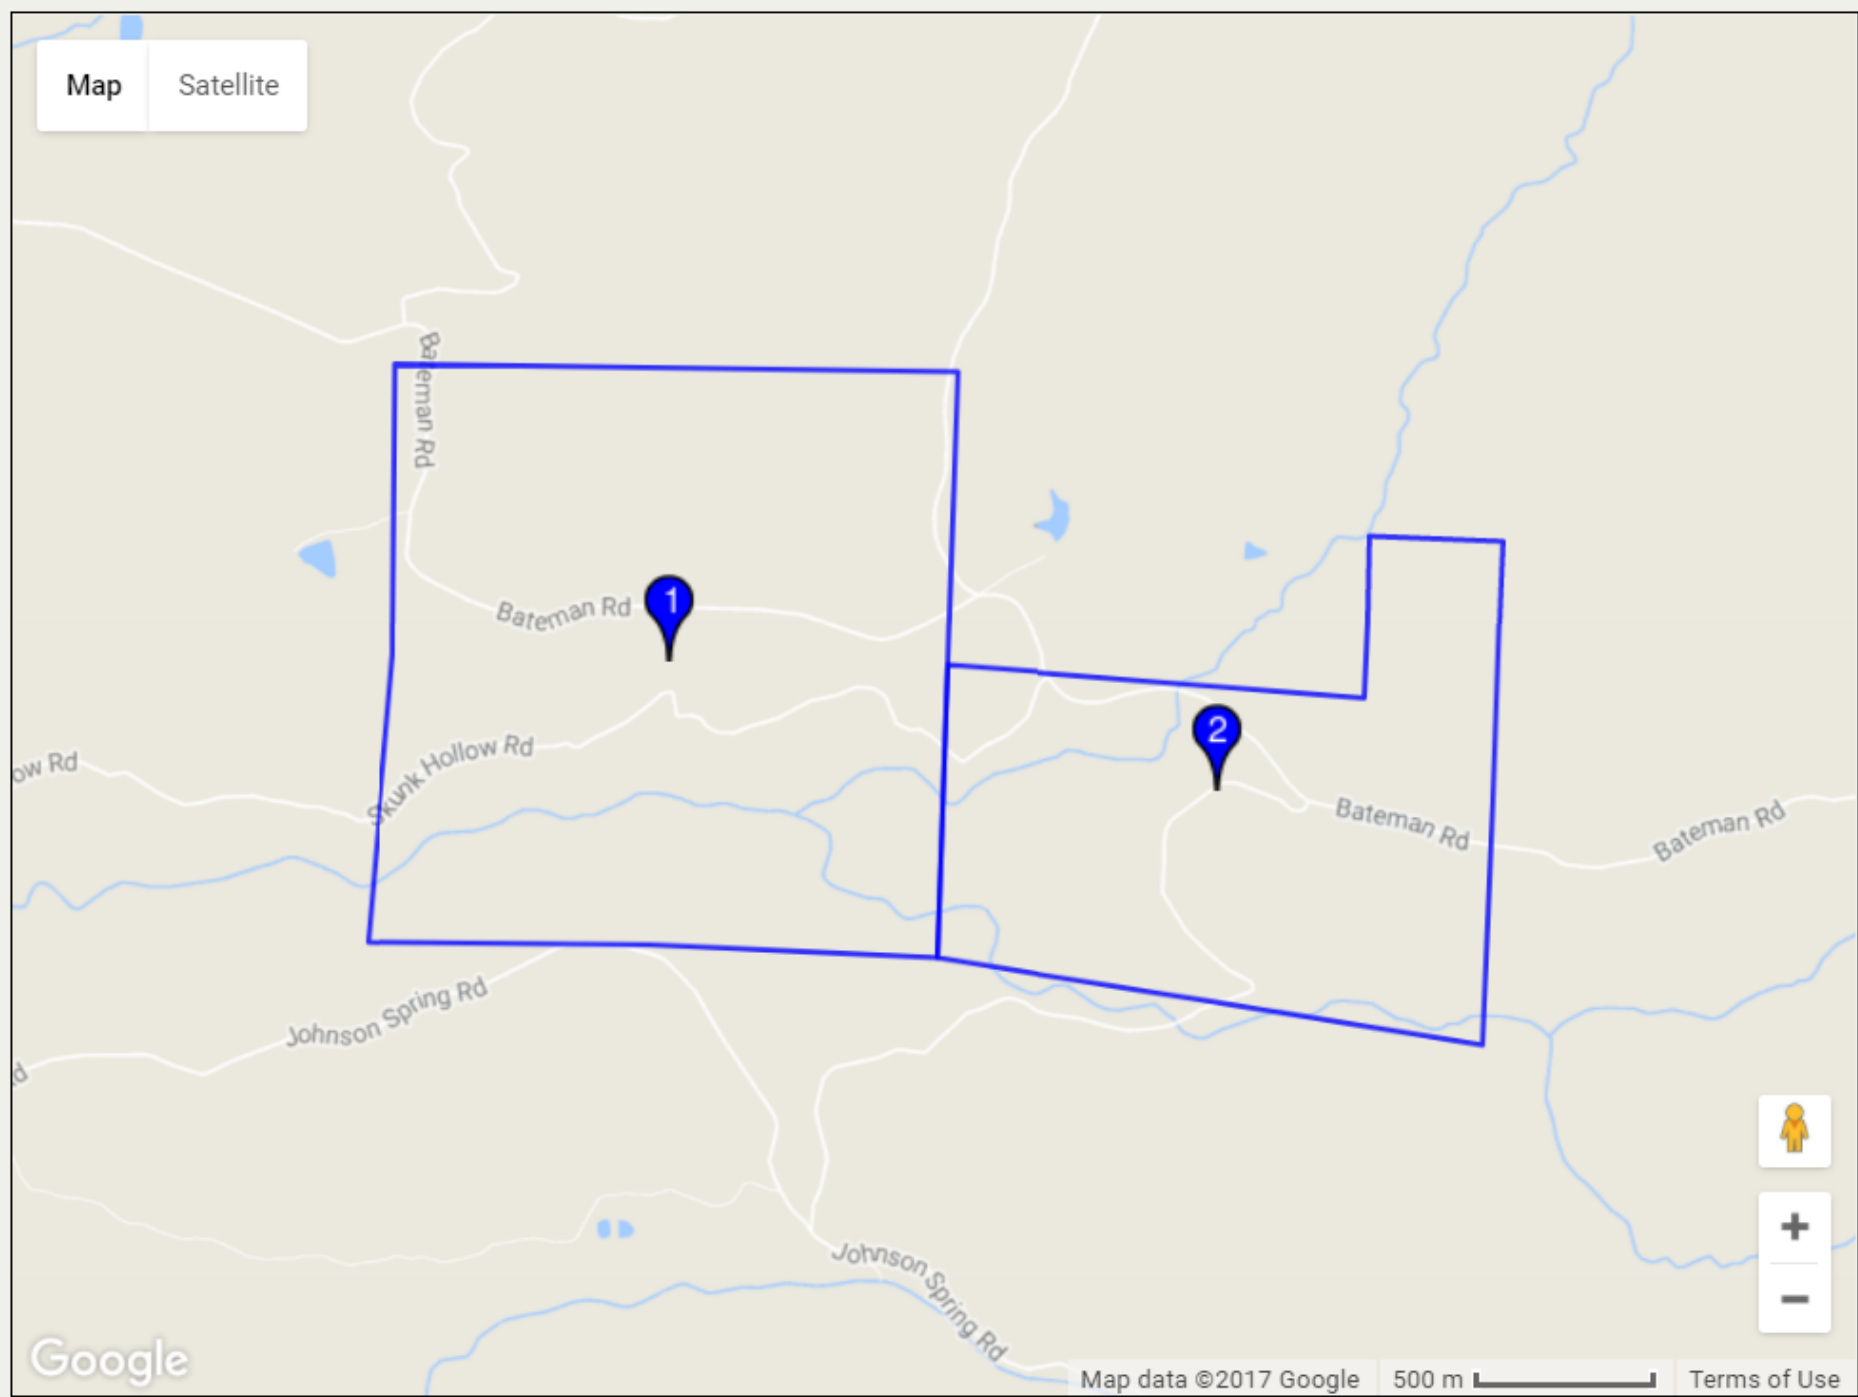 Map
Satellite
Bateman Rd
Bateman Rd
1
2
Skunk Hollow Rd
ow Rd
Bateman Rd
Bateman Rd
Johnson Spring Rd
d
Johnson Spring Rd
+
−
Google
Map data ©2017 Google
500 m
Terms of Use